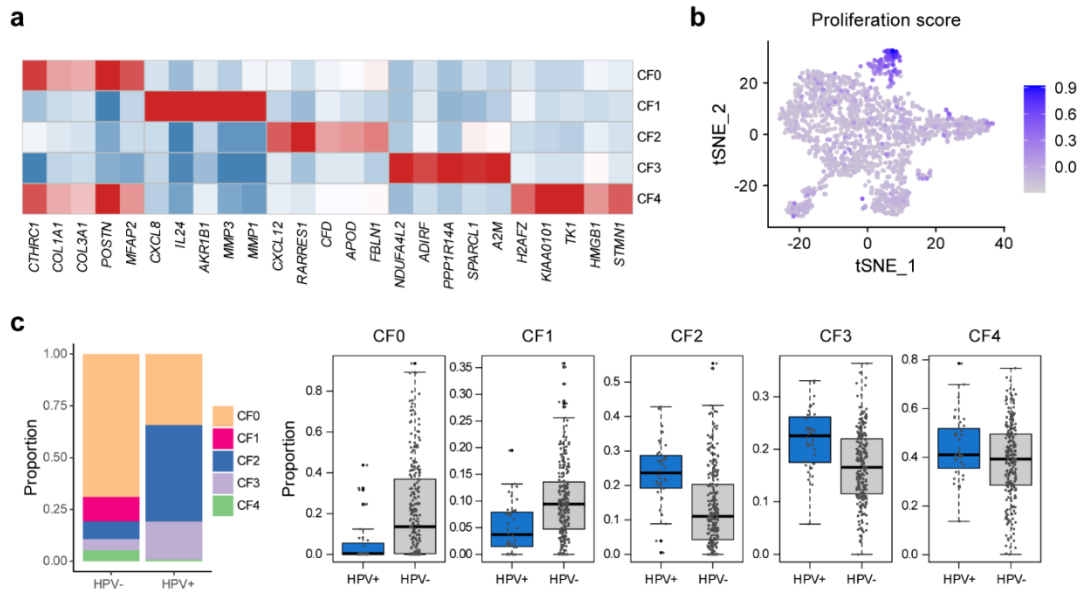 a
CF0
CF1
CF2
CF3
CF4
CTHRC1
COL1A1
COL3A1
POSTN
MFAP2
CXCL8
IL24
AKR1B1
MMP3
MMP1
CXCL12
RARRES1
CFD
APOD
FBLN1
NDUFA4L2
ADIRF
PPP1R14A
SPARCL1
A2M
H2AFZ
KIAA0101
TK1
HMGB1
STMN1
b
Proliferation score
tSNE_2
20
0
-20
-20
0
20
40
tSNE_1
0.9
0.6
0.3
0.0
c
Proportion
1.00
0.75
0.50
0.25
0.00
HPV-
HPV+
CF0
CF1
CF2
CF3
CF4
Proportion
CF0
0.8
0.6
0.4
0.2
0.0
HPV+
HPV-
CF1
0.35
0.30
0.25
0.20
0.15
0.10
0.05
0.00
HPV+
HPV-
CF2
0.5
0.4
0.3
0.2
0.1
0.0
HPV+
HPV-
CF3
0.3
0.2
0.1
0.0
HPV+
HPV-
CF4
0.8
0.6
0.4
0.2
0.0
HPV+
HPV-